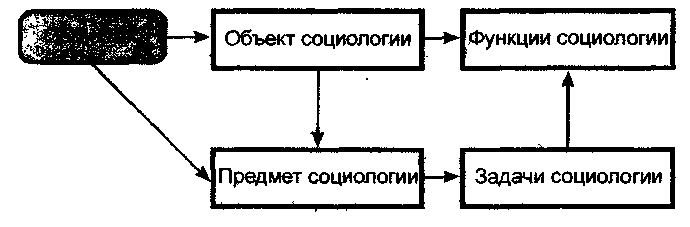 Объект социологии
Функции социологии
Предмет социологии
Задачи социологии